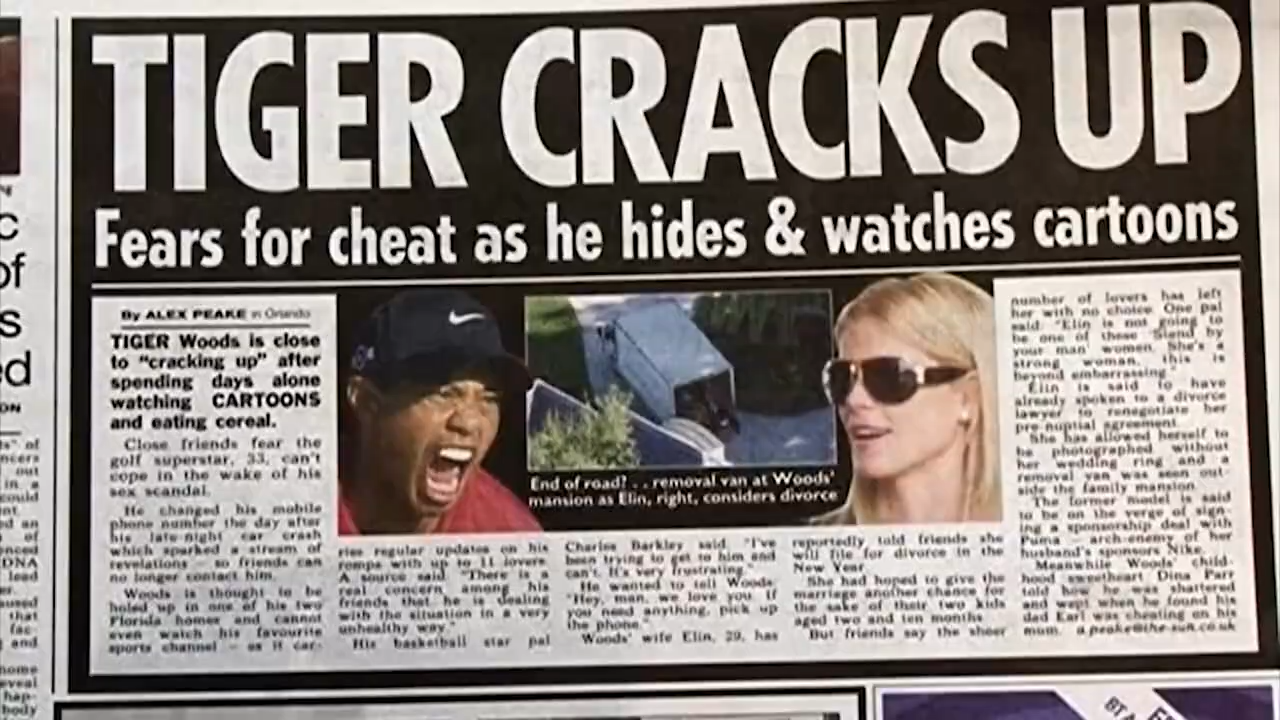 TIGER CRACKS UP
Fears for cheat as he hides & watches cartoons
By ALEX PEAKE in Orlando
TIGER Woods is close
to "cracking up" after
spending days alone
watching CARTOONS
and eating cereal.
Close friends fear the
golf superstar, 33, can't
cope in the wake of his
sex scandal.
He changed his mobile
phone number the day after
his late-night car crash
which sparked a stream of
revelations - so friends can
no longer contact him.
Woods is thought to be
holed up in one of his two
Florida homes and cannot
even watch his favourite
sports channel - as it car-
End of road? . . . removal van at Woods'
mansion as Elin, right, considers divorce
ries regular updates on his
romps with up to 11 lovers.
A source said: "There is a
real concern among his
friends that he is dealing
with the situation in a very
unhealthy way."
His basketball star pal
Charles Barkley said: "I've
been trying to get to him and
can't. It's very frustrating."
He wanted to tell Woods:
"Hey, man, we love you. If
you need anything, pick up
the phone."
Woods' wife Elin, 29, has
reportedly told friends she
will file for divorce in the
New Year.
She had hoped to give the
marriage another chance for
the sake of their two kids
aged two and ten months.
But friends say the sheer
number of lovers has left
her with no choice. One pal
said: "Elin is not going to
be one of these 'Stand by
your man' women. She's a
strong woman, this is
beyond embarrassing."
Elin is said to have
already spoken to a divorce
lawyer to renegotiate her
pre-nuptial agreement.
She has allowed herself to
be photographed without
her wedding ring and a
removal van was seen out-
side the family mansion.
The former model is said
to be on the verge of sign-
ing a sponsorship deal with
Puma - arch-enemy of her
husband's sponsors Nike.
Meanwhile Woods' child-
hood sweetheart Dina Parr
told how he was shattered
and wept when he found his
dad Earl was cheating on his
mum. a.peake@the-sun.co.uk